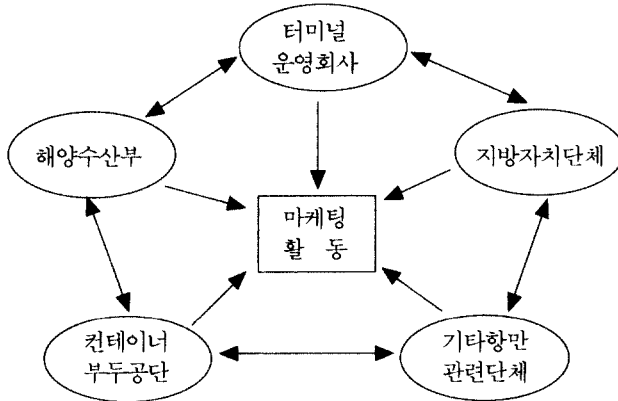 터미널
운영회사
해양수산부
지방자치단체
마케팅
활 동
컨테이너
부두공단
기타항만
관련단체